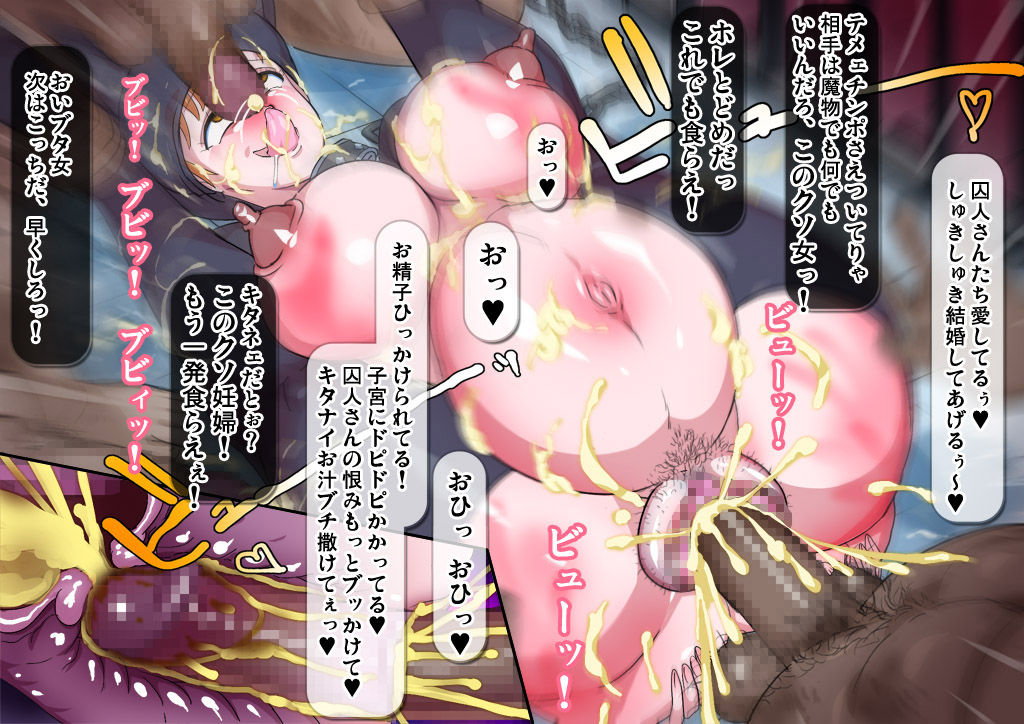 囚人さんたち愛してるぅ♥
しゅきしゅき結婚してあげるぅ～♥
テメェチンポさえついてりゃ
相手は魔物でも何でも
いいんだろ、このクソ女っ！
ホレとどめだっ
これでも食らえ！
おっ♥
おっ♥
お精子ひっかけられてる！
子宮にドピドピかかってる♥
囚人さんの恨みもっとブッかけて♥
キタナイお汁ブチ撒けてぇっ♥
おひっ おひっ♥
キタネェだとぉ？
このクソ妊婦！
もう一発食らえぇ！
おいブタ女
次はこっちだ、早くしろっ！
ブビッ！ ブビッ！ ブビィッ！
ビューッ！
ビューッ！
ビューッ
ビューッ